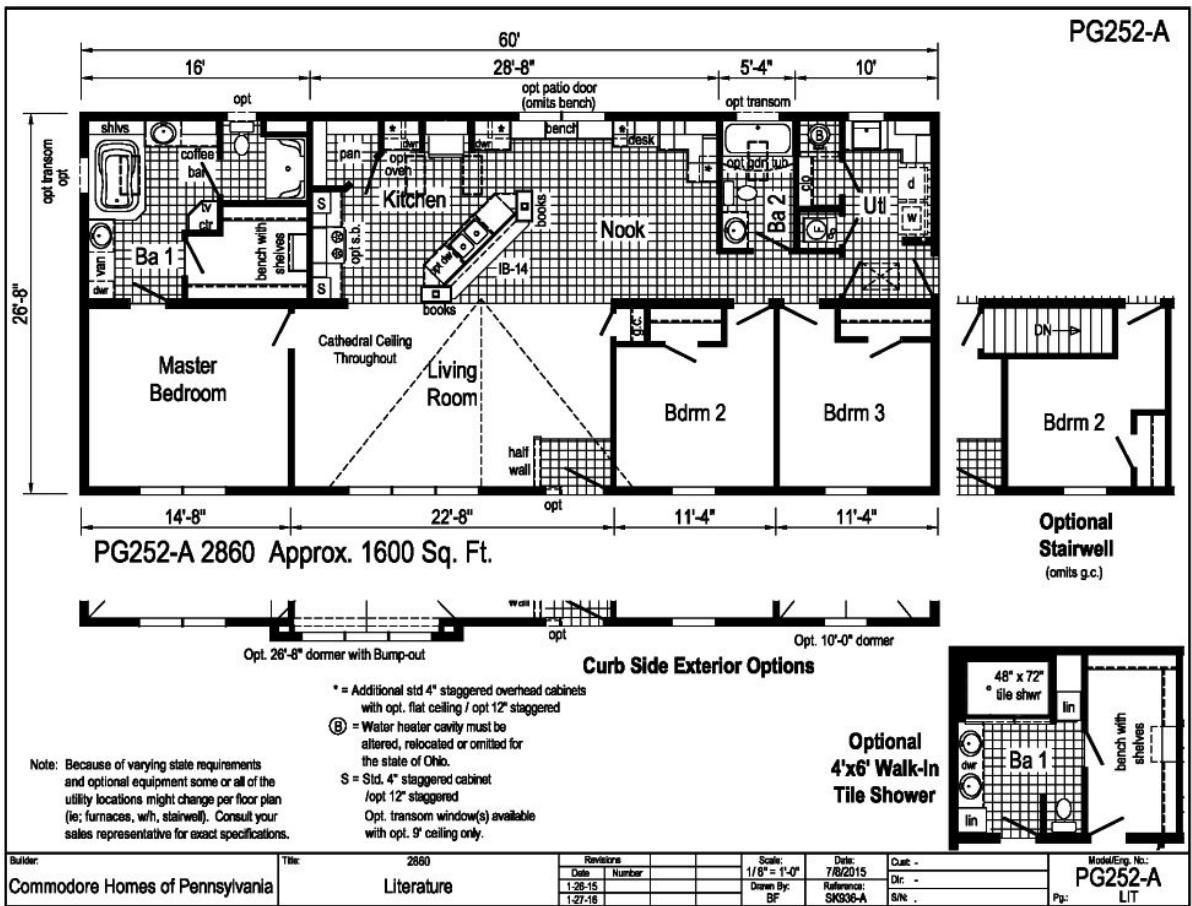 PG252-A
60'
16'
28'-8"
5'-4"
10'
opt
opt patio door
(omits bench)
opt transom
shlvs
coffee
bar
pan
*
dwr
opt
oven
*
dwr
bench
*
desk
*
opt gdn tub
B
clo
opt transom
opt
tv
ctr
Kitchen
S
opt s.b.
S
books
Nook
Ba 2
Utl
d
w
F
van
dwr
Ba 1
bench with
shelves
opt dwr
IB-14
books
26'-8"
Cathedral Ceiling
Throughout
g.c.
Master
Bedroom
Living
Room
Bdrm 2
Bdrm 3
half
wall
opt
DN
Bdrm 2
14'-8"
22'-8"
11'-4"
11'-4"
Optional
Stairwell
(omits g.c.)
PG252-A 2860 Approx. 1600 Sq. Ft.
wall
opt
Opt. 26'-8" dormer with Bump-out
Opt. 10'-0" dormer
Curb Side Exterior Options
* = Additional std 4" staggered overhead cabinets
with opt. flat ceiling / opt 12" staggered
B = Water heater cavity must be
altered, relocated or omitted for
the state of Ohio.
S = Std. 4" staggered cabinet
/opt 12" staggered
Opt. transom window(s) available
with opt. 9' ceiling only.
Note: Because of varying state requirements
and optional equipment some or all of the
utility locations might change per floor plan
(ie; furnaces, w/h, stairwell). Consult your
sales representative for exact specifications.
Optional
4'x6' Walk-In
Tile Shower
48" x 72"
tile shwr
lin
dwr
Ba 1
bench with
shelves
lin
Builder:
Commodore Homes of Pennsylvania
Title:
2860
Literature
Revisions
Date Number
1-26-15
1-27-16
Scale:
1/8" = 1'-0"
Drawn By:
BF
Date:
7/8/2015
Reference:
SK936-A
Cust: -
Dlr: -
S/N: .
Model/Eng. No.:
PG252-A
Pg.: LIT